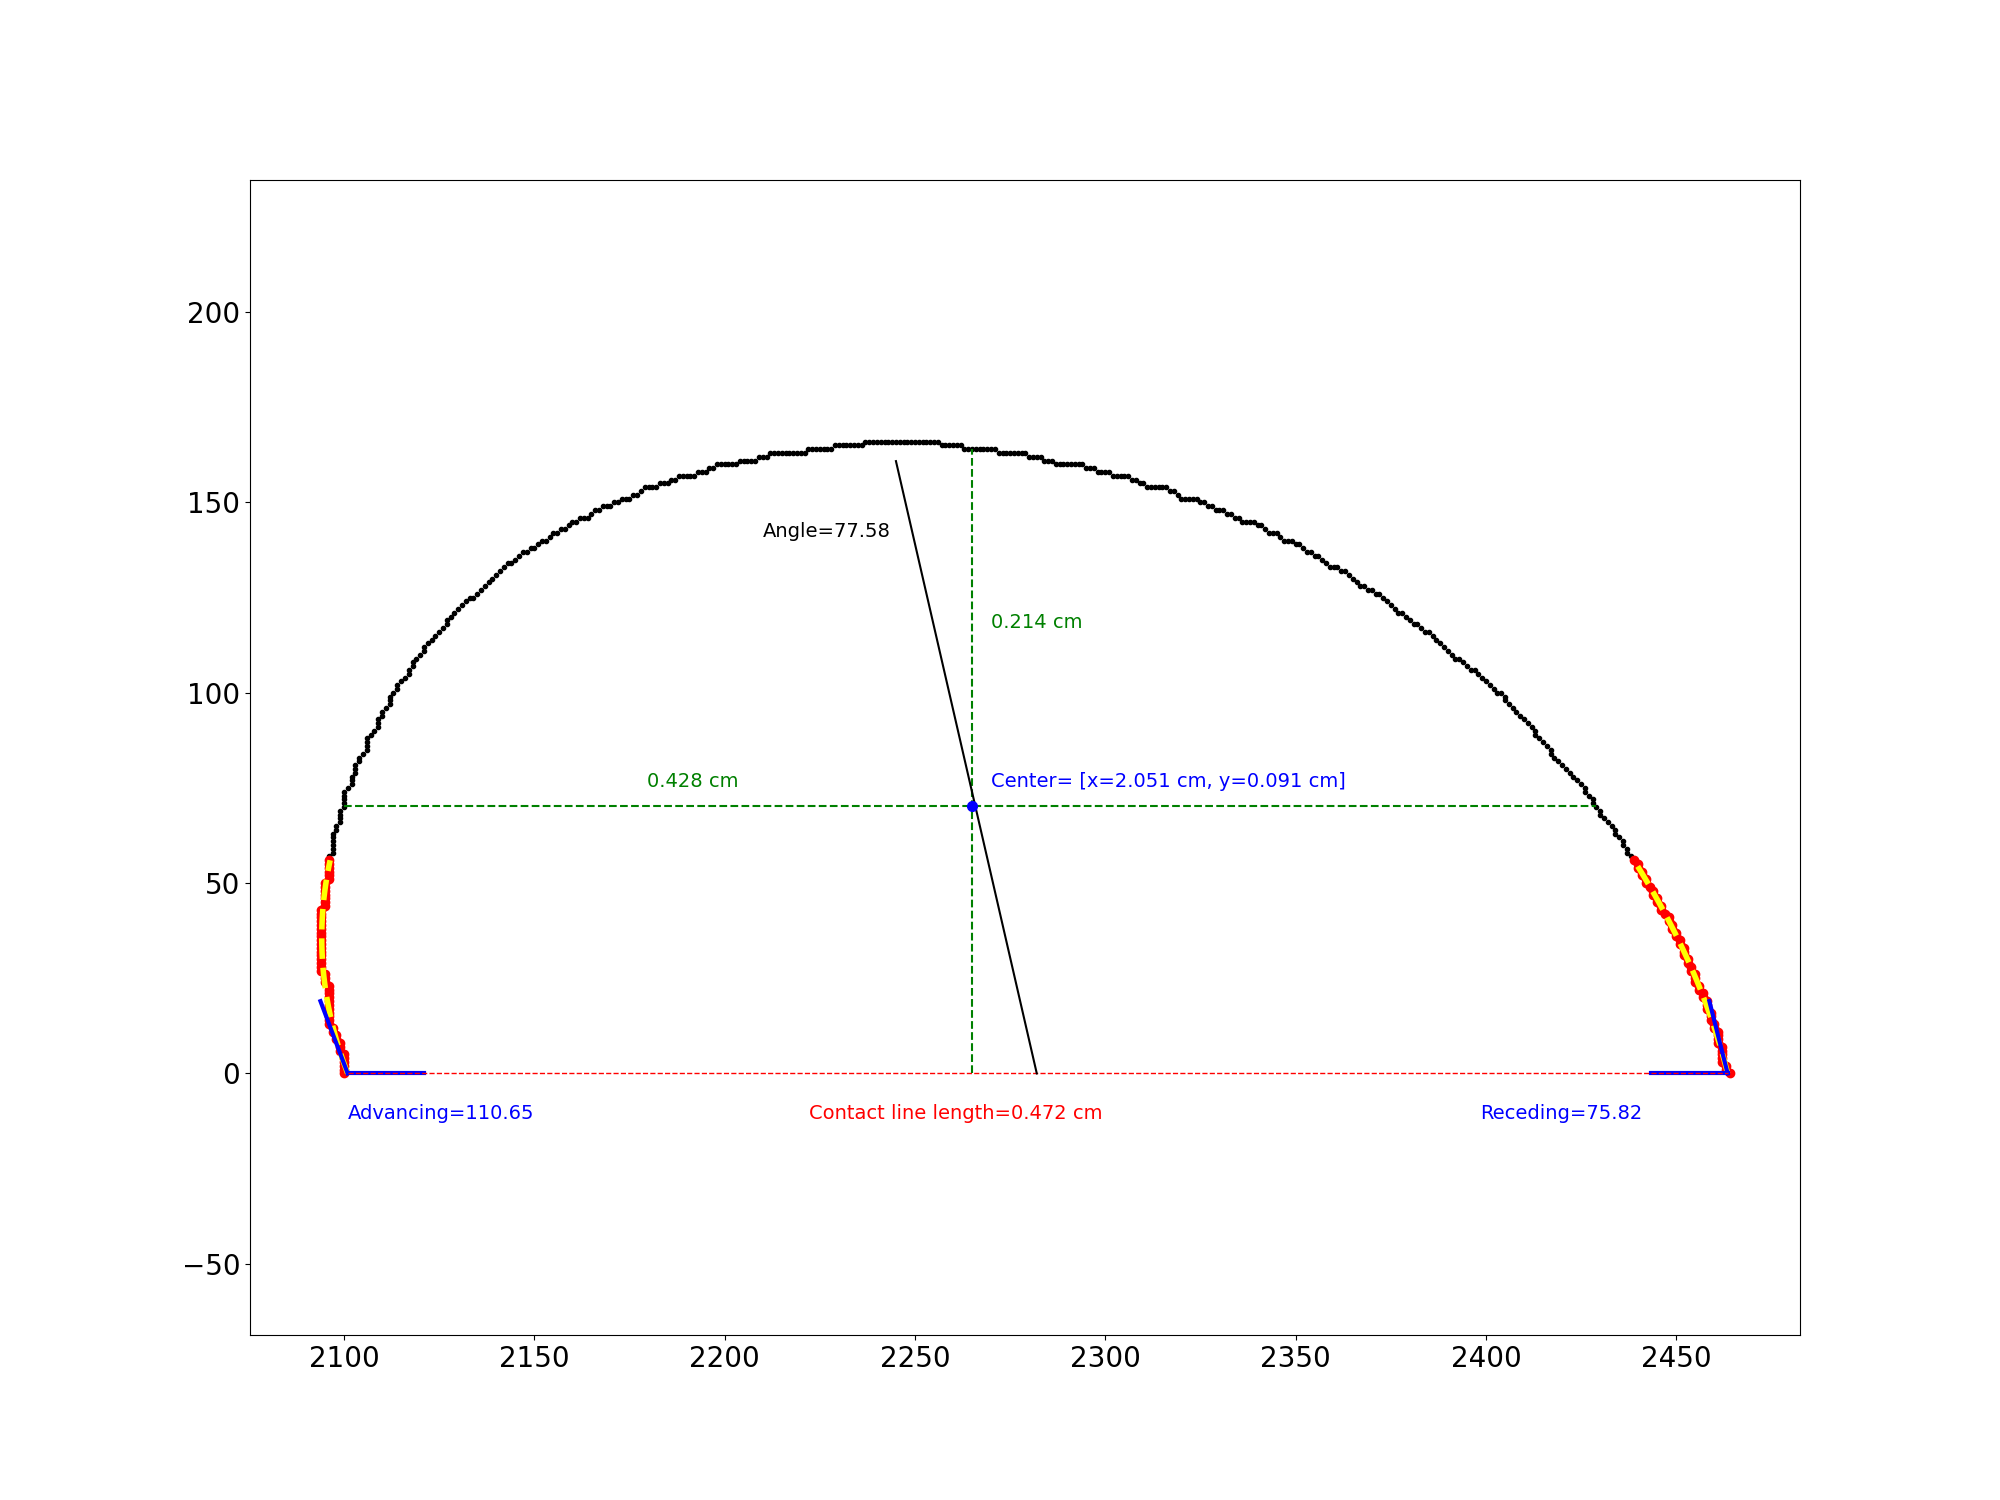 200
150
Angle=77.58
0.214 cm
100
0.428 cm
Center= [x=2.051 cm, y=0.091 cm]
50
0
Advancing=110.65
Contact line length=0.472 cm
Receding=75.82
−50
2100 2150 2200 2250 2300 2350 2400 2450